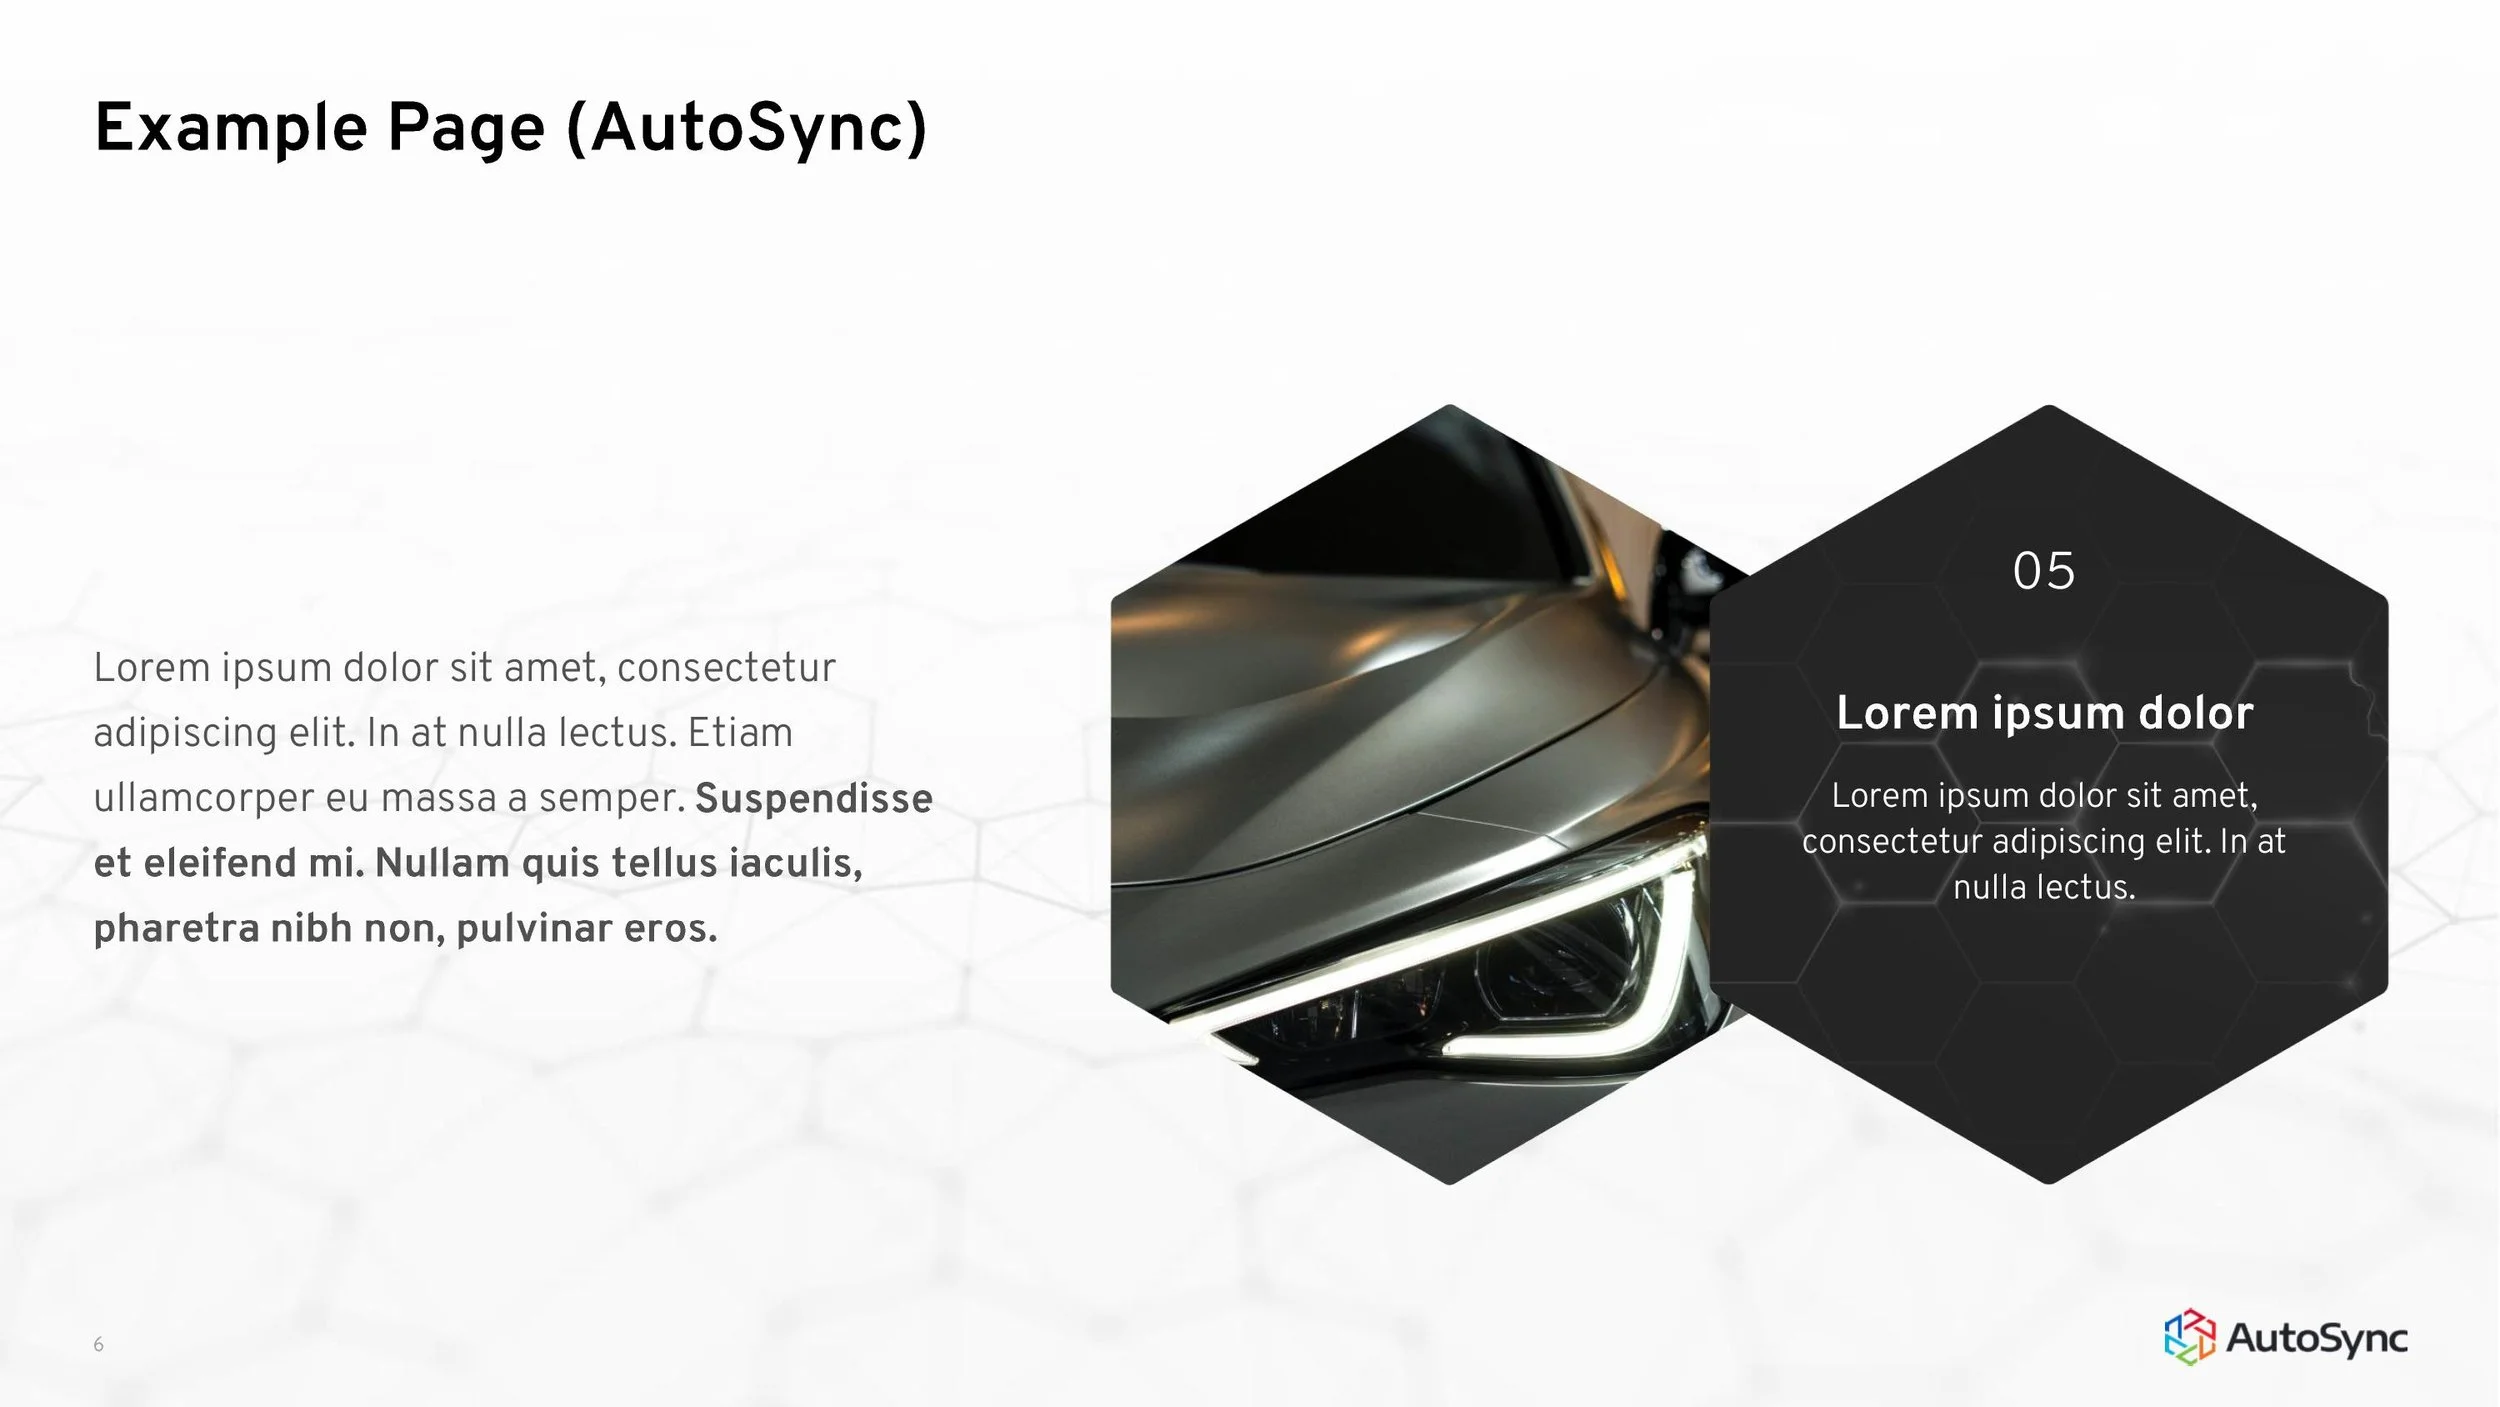 Example Page (AutoSync)
Lorem ipsum dolor sit amet, consectetur
adipiscing elit. In at nulla lectus. Etiam
ullamcorper eu massa a semper. Suspendisse
et eleifend mi. Nullam quis tellus iaculis,
pharetra nibh non, pulvinar eros.
05
Lorem ipsum dolor
Lorem ipsum dolor sit amet,
consectetur adipiscing elit. In at
nulla lectus.
6
AutoSync